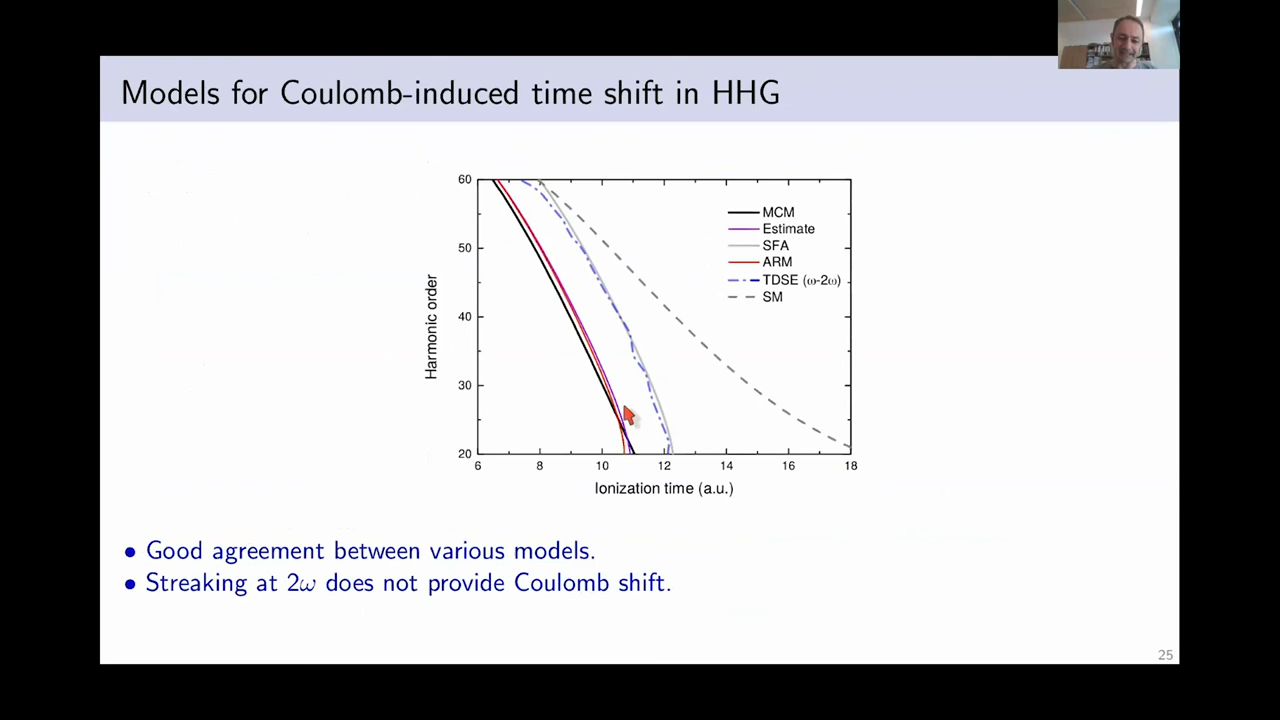 Models for Coulomb-induced time shift in HHG
60
50
40
30
20
Harmonic order
MCM
Estimate
SFA
ARM
TDSE (ω-2ω)
SM
6 8 10 12 14 16 18
Ionization time (a.u.)
• Good agreement between various models.
• Streaking at 2ω does not provide Coulomb shift.
25